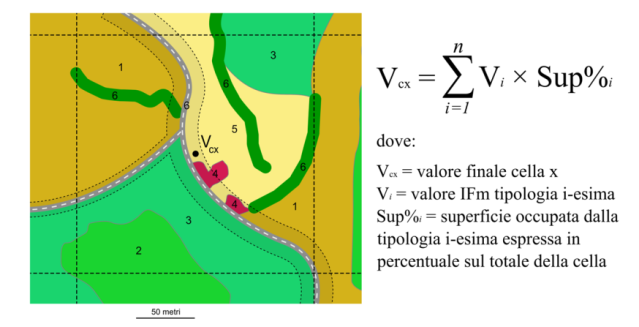 1
3
6
6
6
5
V cx
4
6
4
1
3
2
50 metri
n
Vcx = ∑ Vi × Sup%i
i=1
dove:
Vcx = valore finale cella x
Vi = valore IFm tipologia i-esima
Sup%i = superficie occupata dalla
tipologia i-esima espressa in
percentuale sul totale della cella